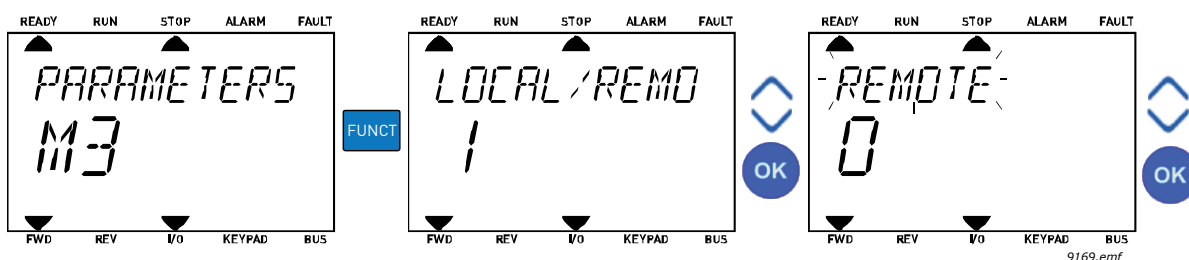 READY RUN STOP ALARM FAULT
PARAMETERS
M3
FWD REV I/O KEYPAD BUS
FUNCT
READY RUN STOP ALARM FAULT
LOCAL/REMO
1
FWD REV I/O KEYPAD BUS
OK
READY RUN STOP ALARM FAULT
REMOTE
0
FWD REV I/O KEYPAD BUS
OK
9169.emf